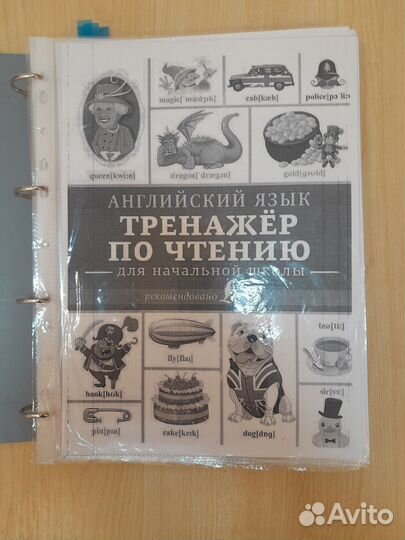 magic[ˈmædʒɪk]
cab[kæb]
police[pəˈliːs
queen[kwiːn]
dragon[ˈdrægən]
gold[gəʊld]
АНГЛИЙСКИЙ ЯЗЫК
ТРЕНАЖЁР
ПО ЧТЕНИЮ
для начальной школы
рекомендовано
hook[hʊk]
fly[flaɪ]
tea[tiː]
pin[pɪn]
cake[keɪk]
dog[dɒg]
sir[sɜː]
Avito